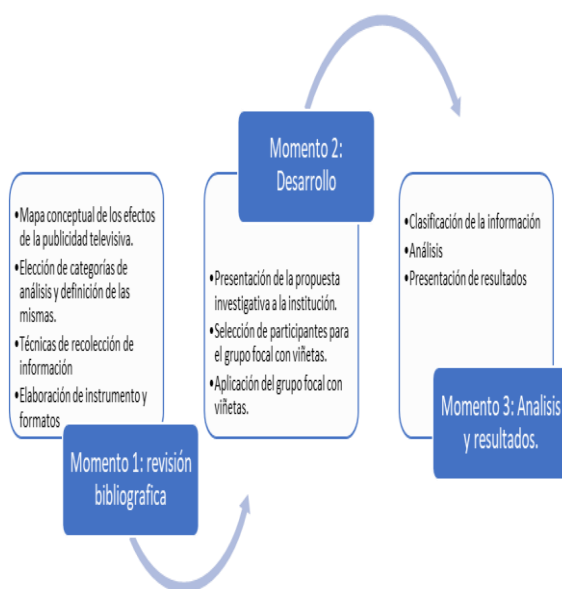 •Mapa conceptual de los efectos
de la publicidad televisiva.
•Elección de categorías de
análisis y definición de las
mismas.
•Técnicas de recolección de
información
•Elaboración de instrumento y
formatos
Momento 1: revisión
bibliografica
Momento 2:
Desarrollo
•Presentación de la propuesta
investigativa a la institución.
•Selección de participantes para
el grupo focal con viñetas.
•Aplicación del grupo focal con
viñetas.
•Clasificación de la información
•Análisis
•Presentación de resultados
Momento 3: Analisis
y resultados.